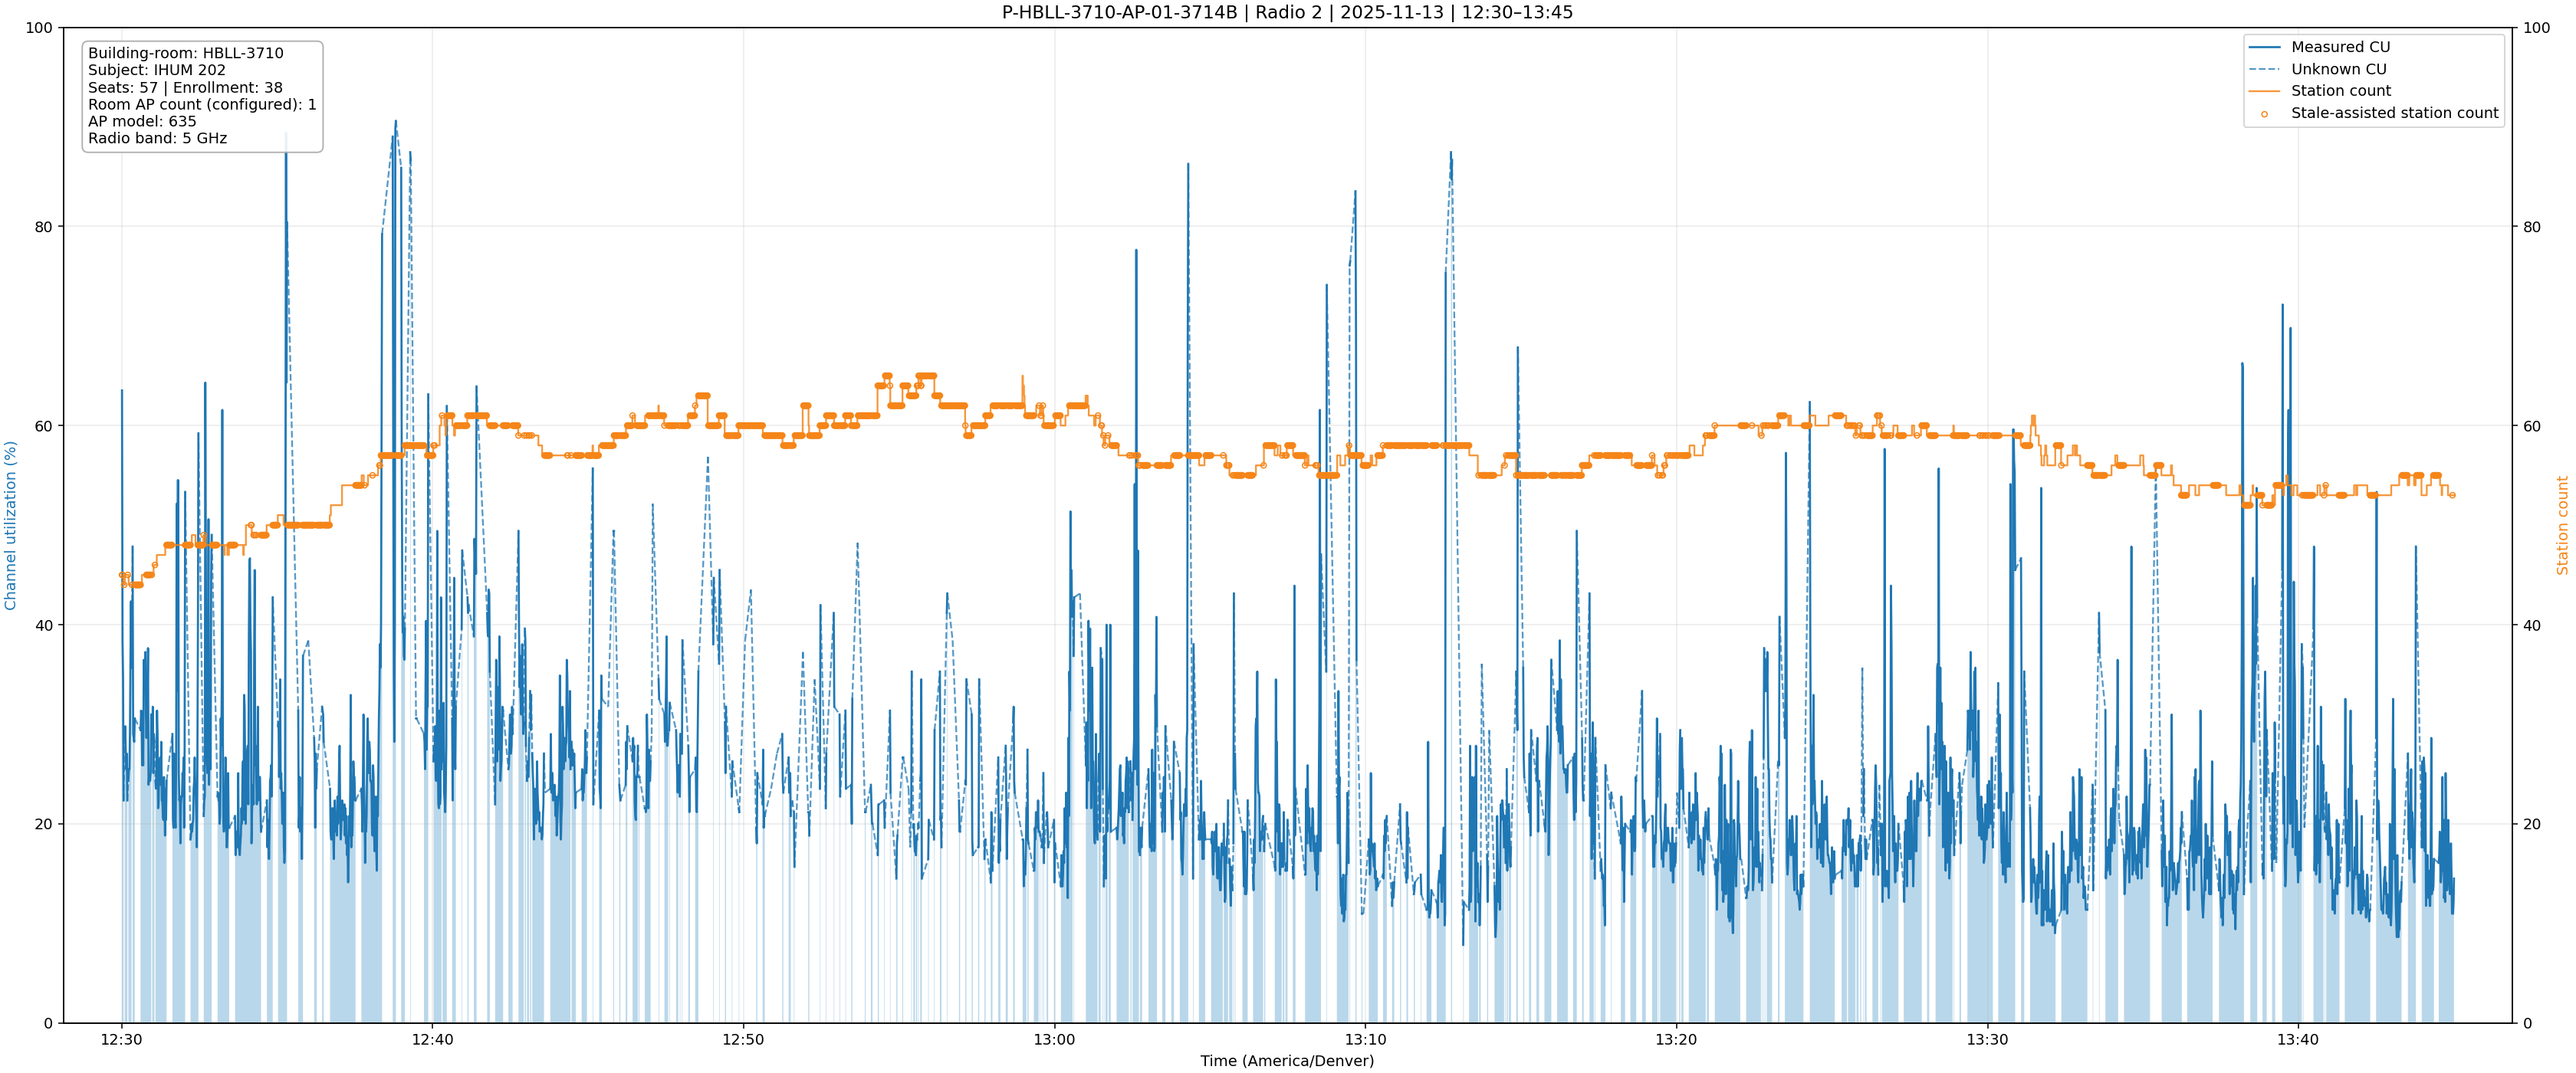 P-HBLL-3710-AP-01-3714B | Radio 2 | 2025-11-13 | 12:30–13:45
Building-room: HBLL-3710
Subject: IHUM 202
Seats: 57 | Enrollment: 38
Room AP count (configured): 1
AP model: 635
Radio band: 5 GHz
Measured CU
Unknown CU
Station count
Stale-assisted station count
Channel utilization (%)
100
80
60
40
20
0
100
80
60
40
20
0
Station count
12:30
12:40
12:50
13:00
13:10
13:20
13:30
13:40
Time (America/Denver)